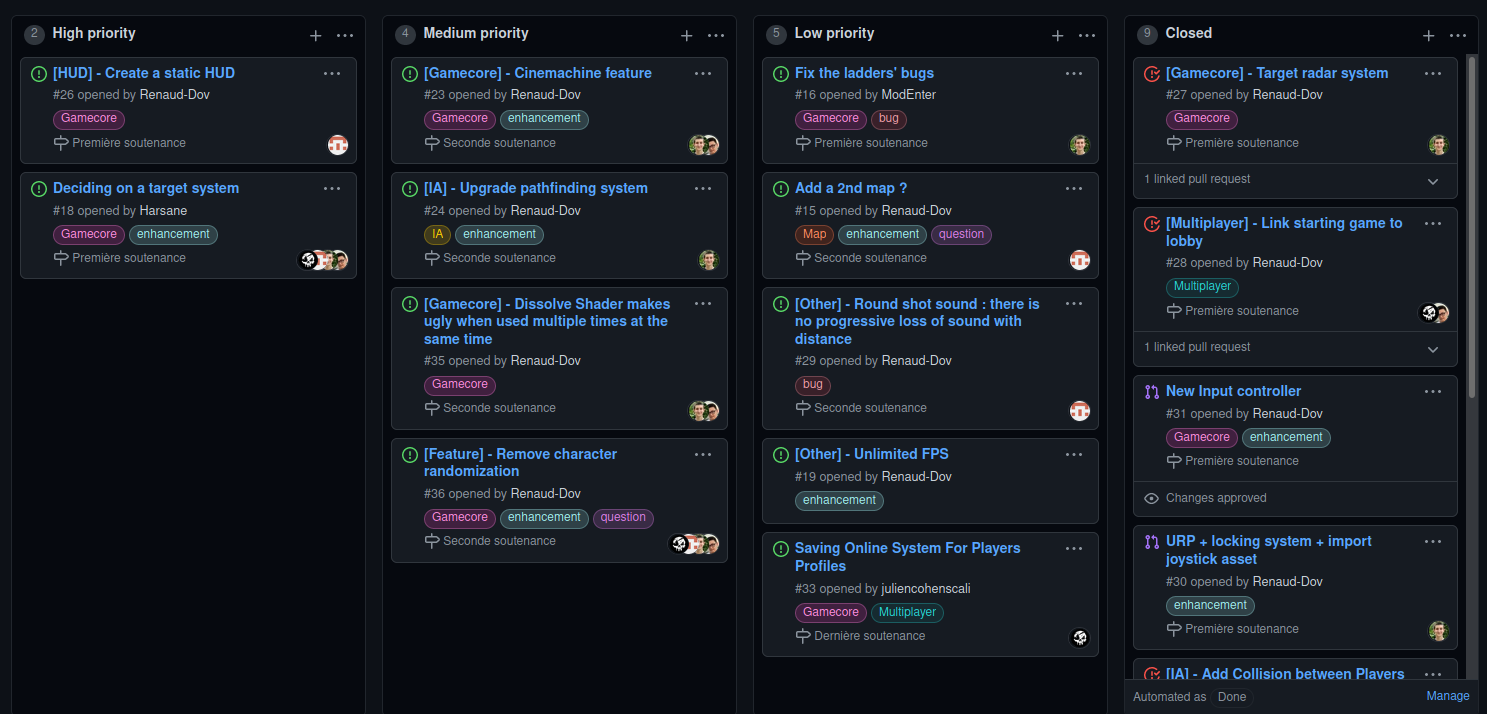 2 High priority
[HUD] - Create a static HUD
#26 opened by Renaud-Dov
Gamecore
Première soutenance
Deciding on a target system
#18 opened by Harsane
Gamecore enhancement
Première soutenance
4 Medium priority
[Gamecore] - Cinemachine feature
#23 opened by Renaud-Dov
Gamecore enhancement
Seconde soutenance
[IA] - Upgrade pathfinding system
#24 opened by Renaud-Dov
IA enhancement
Seconde soutenance
[Gamecore] - Dissolve Shader makes
ugly when used multiple times at the
same time
#35 opened by Renaud-Dov
Gamecore
Seconde soutenance
[Feature] - Remove character
randomization
#36 opened by Renaud-Dov
Gamecore enhancement question
Seconde soutenance
5 Low priority
Fix the ladders' bugs
#16 opened by ModEnter
Gamecore bug
Première soutenance
Add a 2nd map ?
#15 opened by Renaud-Dov
Map enhancement question
Seconde soutenance
[Other] - Round shot sound : there is
no progressive loss of sound with
distance
#29 opened by Renaud-Dov
bug
Seconde soutenance
[Other] - Unlimited FPS
#19 opened by Renaud-Dov
enhancement
Saving Online System For Players
Profiles
#33 opened by juliencohenscali
Gamecore Multiplayer
Dernière soutenance
9 Closed
[Gamecore] - Target radar system
#27 opened by Renaud-Dov
Gamecore
Première soutenance
1 linked pull request
[Multiplayer] - Link starting game to
lobby
#28 opened by Renaud-Dov
Multiplayer
Première soutenance
1 linked pull request
New Input controller
#31 opened by Renaud-Dov
Gamecore enhancement
Première soutenance
Changes approved
URP + locking system + import
joystick asset
#30 opened by Renaud-Dov
enhancement
Première soutenance
[IA] - Add Collision between Players
Automated as Done Manage